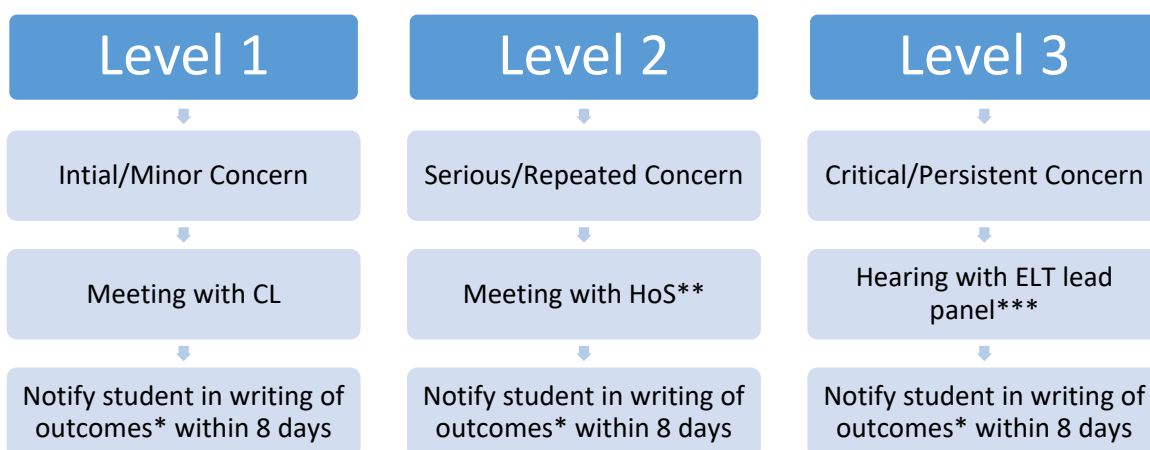 Level 1
Intial/Minor Concern
Meeting with CL
Notify student in writing of
outcomes* within 8 days
Level 2
Serious/Repeated Concern
Meeting with HoS**
Notify student in writing of
outcomes* within 8 days
Level 3
Critical/Persistent Concern
Hearing with ELT lead
panel***
Notify student in writing of
outcomes* within 8 days